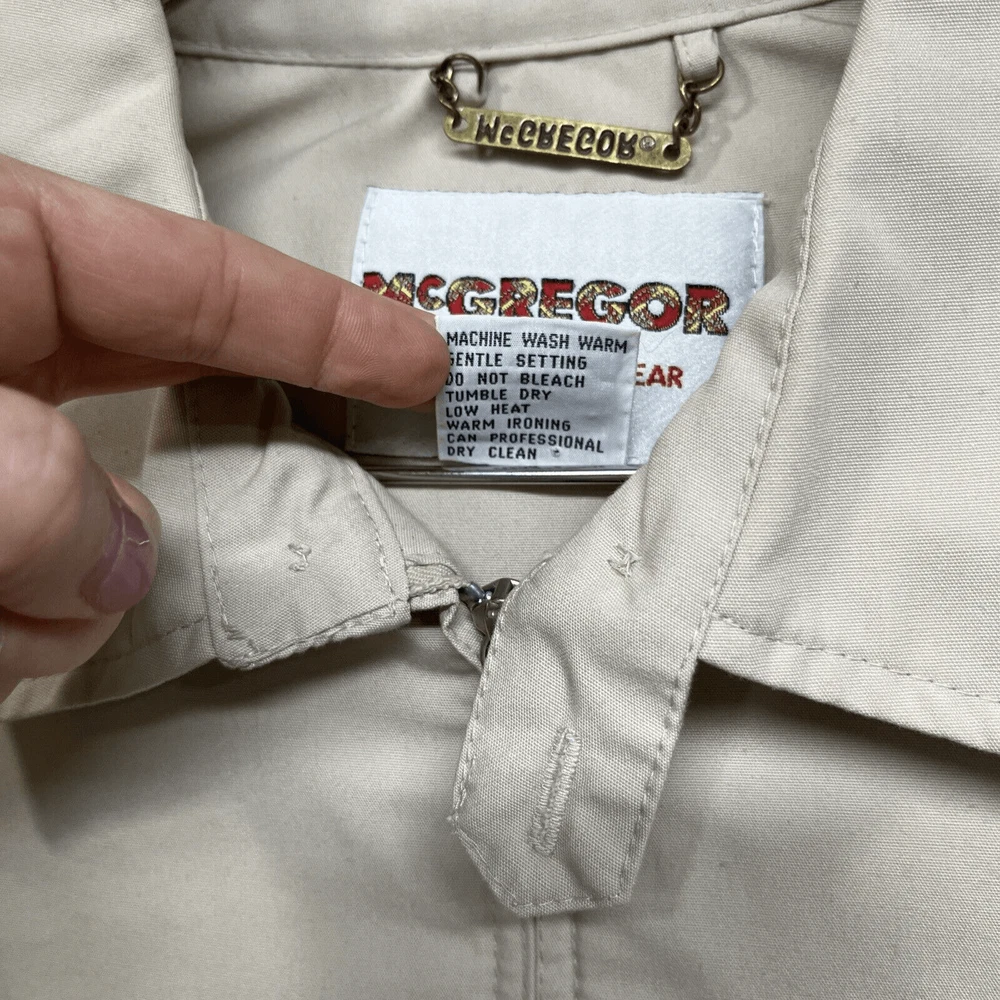 McGREGOR®
McGREGOR
EAR
MACHINE WASH WARM
GENTLE SETTING
DO NOT BLEACH
TUMBLE DRY
LOW HEAT
WARM IRONING
CAN PROFESSIONAL
DRY CLEAN